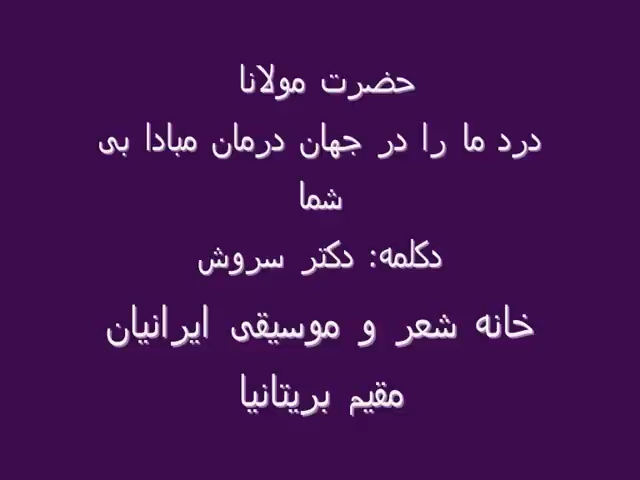 حضرت مولانا
درد ما را در جهان درمان مبادا بی
شما
دکلمه: دکتر سروش
خانه شعر و موسیقی ایرانیان
مقیم بریتانیا